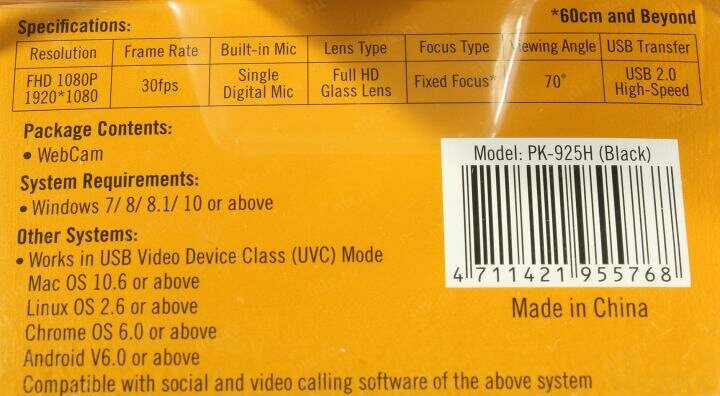 Specifications:
*60cm and Beyond
Resolution Frame Rate Built-in Mic Lens Type Focus Type Viewing Angle USB Transfer
FHD 1080P 1920*1080 30fps Single Digital Mic Full HD Glass Lens Fixed Focus* 70° USB 2.0 High-Speed
Package Contents:
• WebCam
System Requirements:
• Windows 7/ 8/ 8.1/ 10 or above
Other Systems:
• Works in USB Video Device Class (UVC) Mode
Mac OS 10.6 or above
Linux OS 2.6 or above
Chrome OS 6.0 or above
Android V6.0 or above
Compatible with social and video calling software of the above system
Model: PK-925H (Black)
4 711421 955768
Made in China